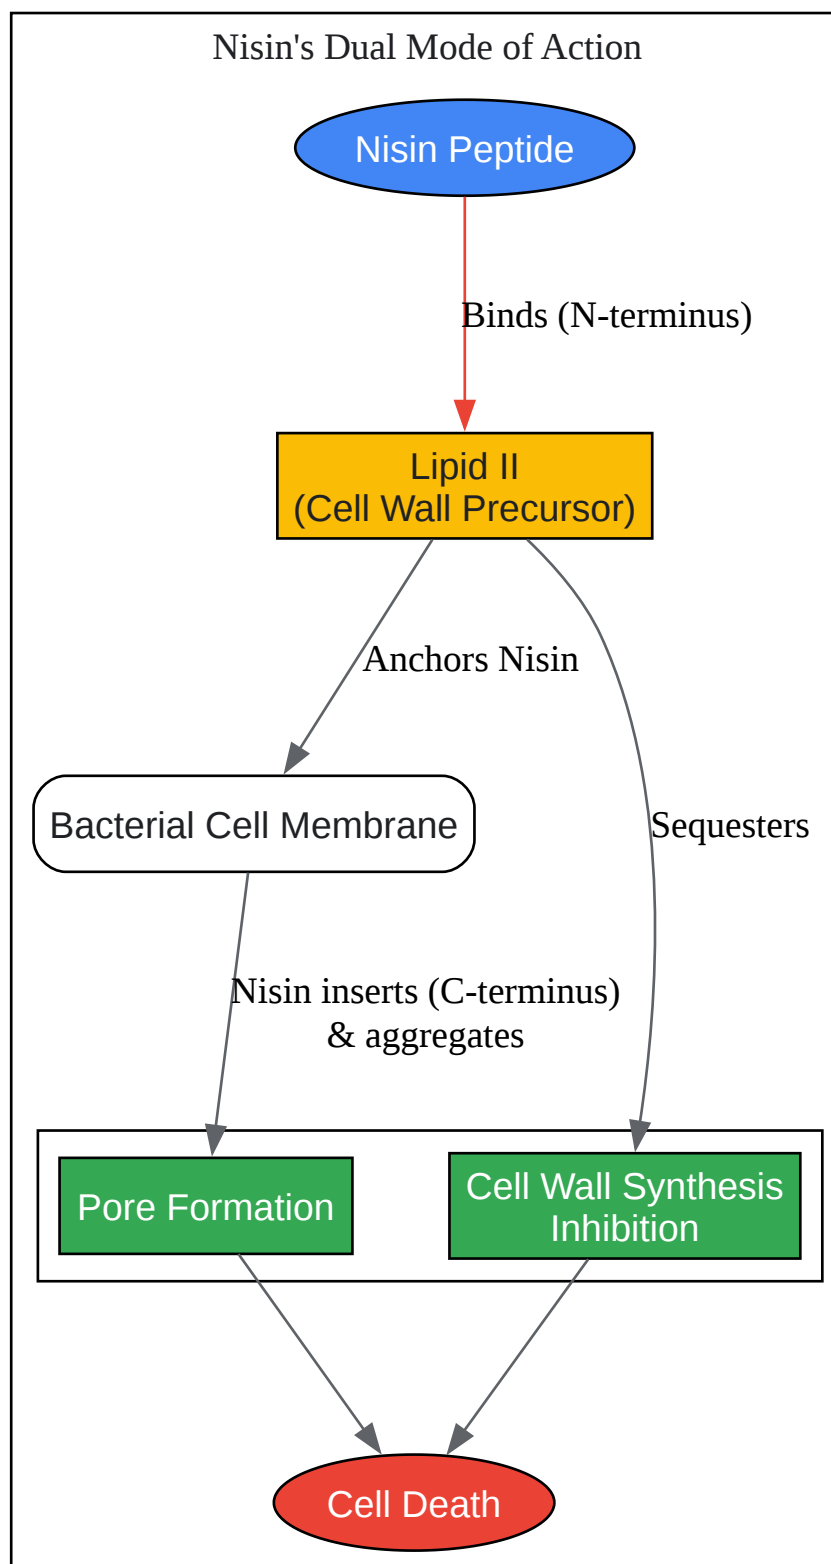 Nisin's Dual Mode of Action
Nisin Peptide
Binds (N-terminus)
Lipid II
(Cell Wall Precursor)
Anchors Nisin
Bacterial Cell Membrane
Sequesters
Nisin inserts (C-terminus)
& aggregates
Pore Formation
Cell Wall Synthesis
Inhibition
Cell Death